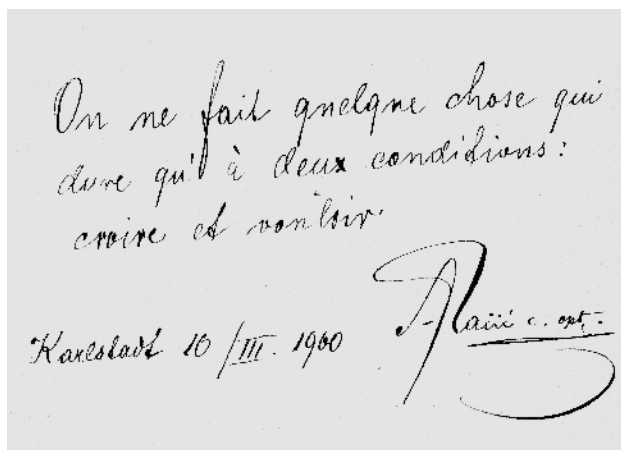 On ne fait quelque chose qui
dure qu'à deux conditions:
croire et vouloir.
Karlstadt 10/III. 1900